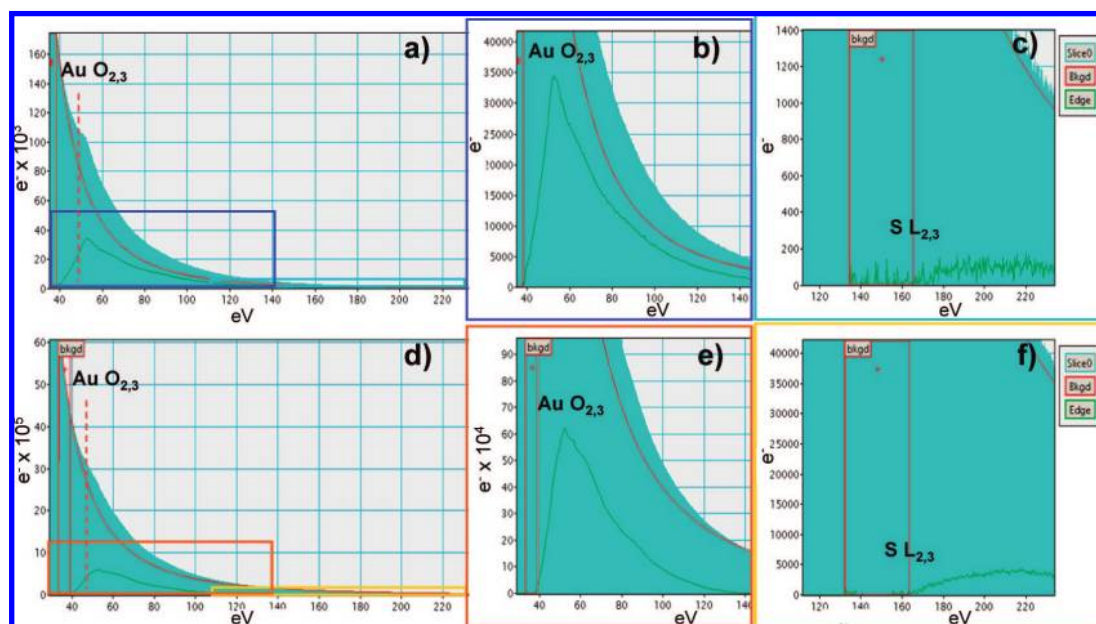 a)
Au O2,3
e- x 10³
160
140
120
100
80
60
40
20
0
40 60 80 100 120 140 160 180 200 220
eV
b)
Au O2,3
e-
40000
35000
30000
25000
20000
15000
10000
5000
0
40 60 80 100 120 140
eV
c)
bkgd
S L2,3
e-
1400
1200
1000
800
600
400
200
0
120 140 160 180 200 220
eV
Slice0
Bkgd
Edge
d)
bkgd
Au O2,3
e- x 10⁵
60
50
40
30
20
10
0
40 60 80 100 120 140 160 180 200 220
eV
e)
bkgd
Au O2,3
e- x 10⁴
90
80
70
60
50
40
30
20
10
0
40 60 80 100 120 140
eV
f)
bkgd
S L2,3
e-
40000
35000
30000
25000
20000
15000
10000
5000
0
120 140 160 180 200 220
eV
Slice0
Bkgd
Edge